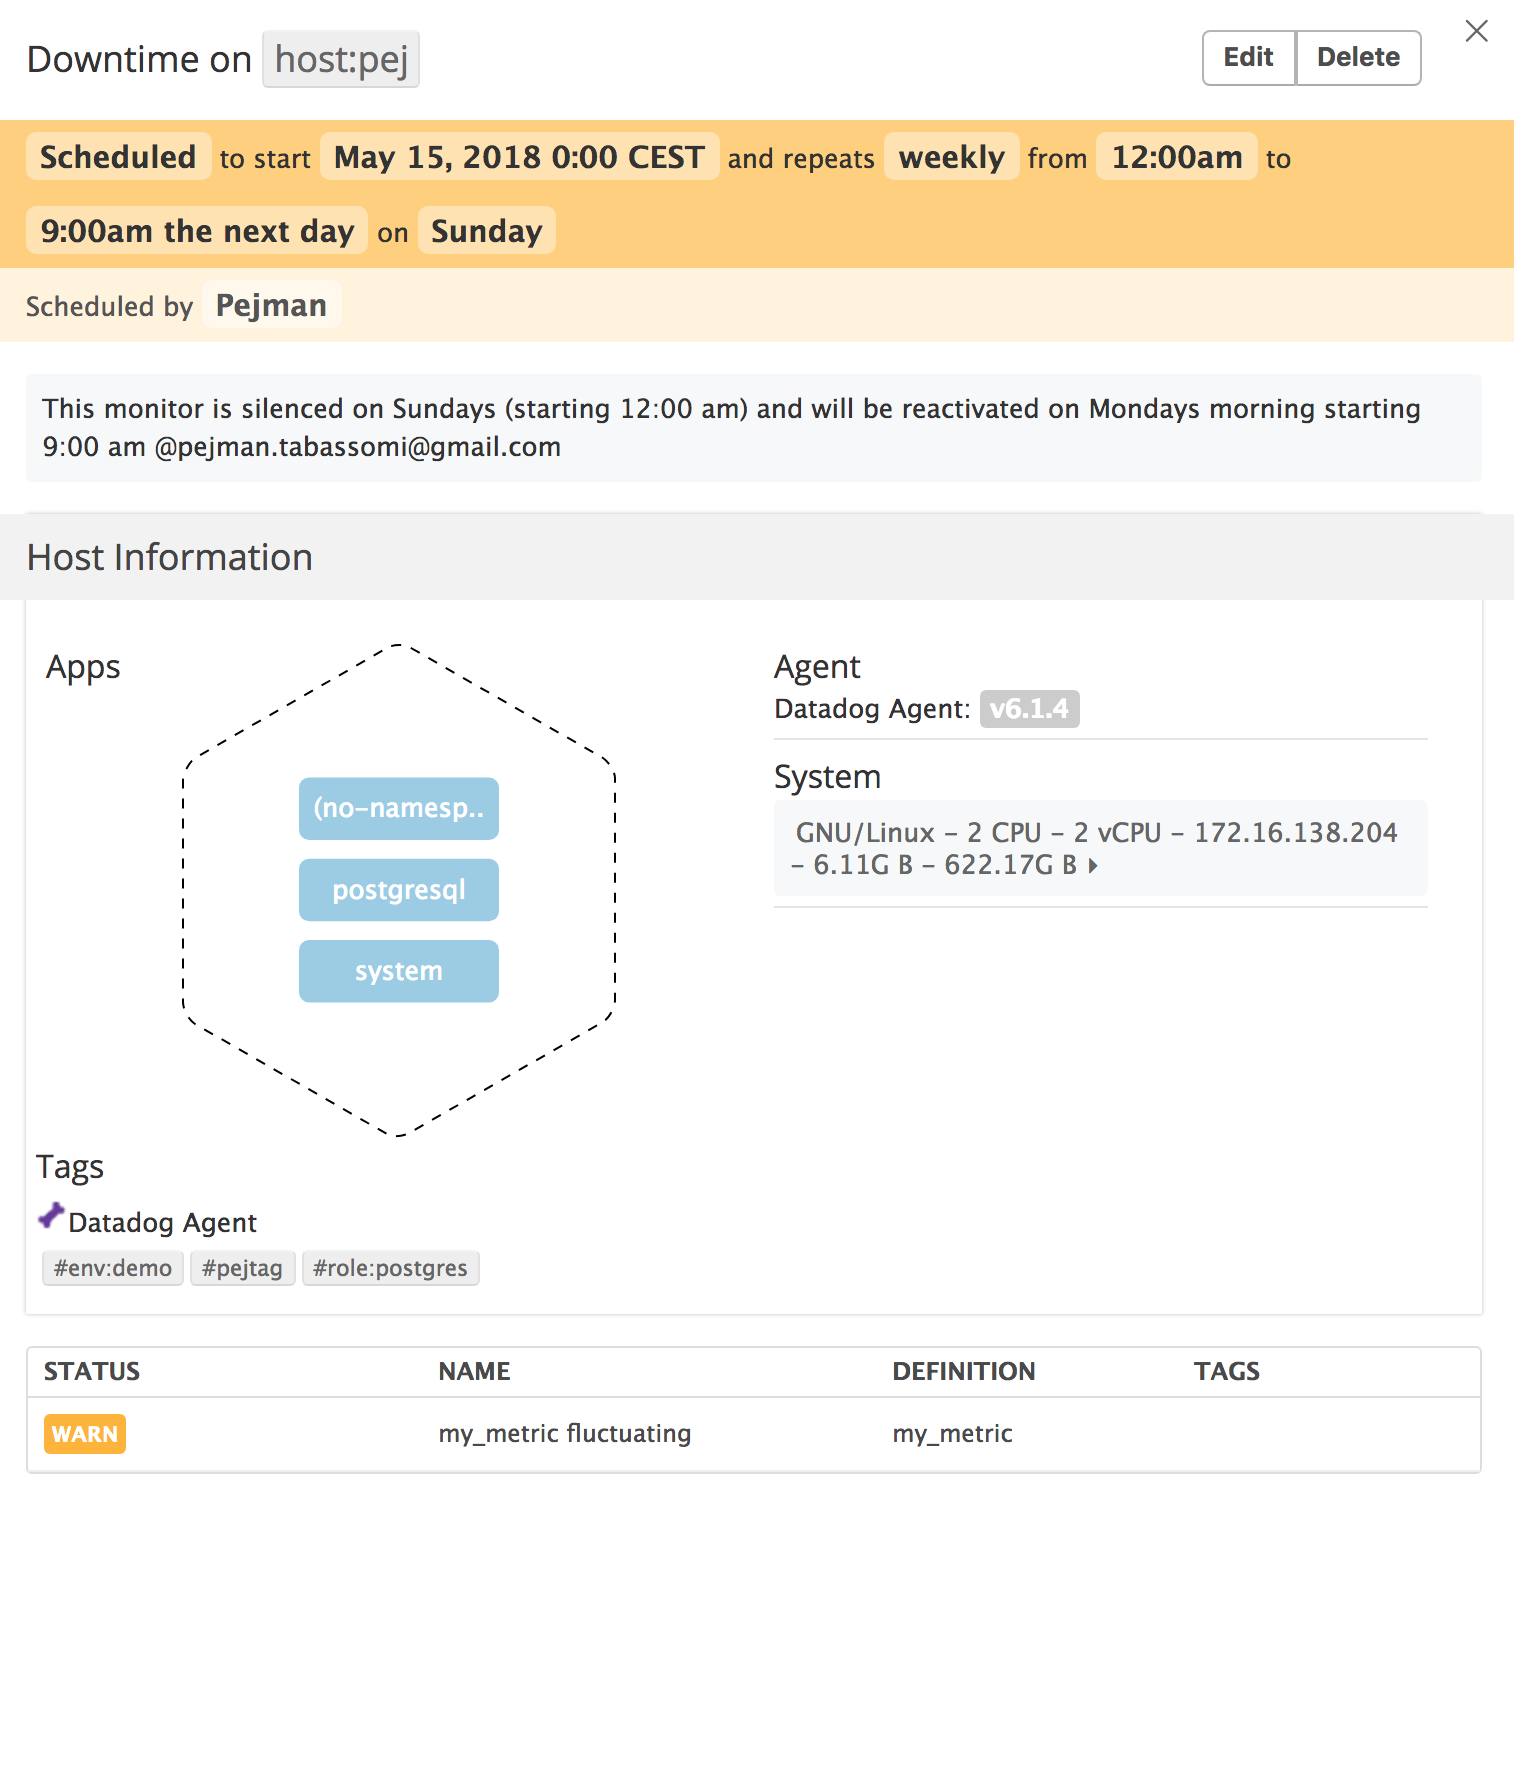 Downtime on host:pej
Edit Delete
Scheduled to start May 15, 2018 0:00 CEST and repeats weekly from 12:00am to
9:00am the next day on Sunday
Scheduled by Pejman
This monitor is silenced on Sundays (starting 12:00 am) and will be reactivated on Mondays morning starting
9:00 am @pejman.tabassomi@gmail.com
Host Information
Apps
(no-namesp..
postgresql
system
Agent
Datadog Agent: v6.1.4
System
GNU/Linux - 2 CPU - 2 vCPU - 172.16.138.204
- 6.11G B - 622.17G B
Tags
Datadog Agent
#env:demo #pejtag #role:postgres
STATUS NAME DEFINITION TAGS
WARN my_metric fluctuating my_metric